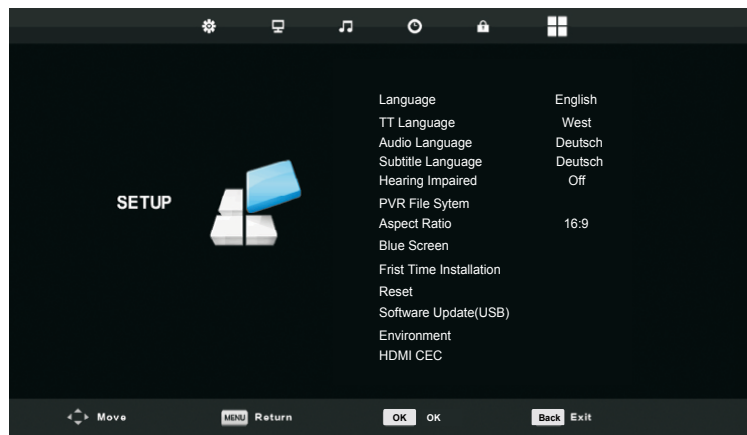 SETUP
Language English
TT Language West
Audio Language Deutsch
Subtitle Language Deutsch
Hearing Impaired Off
PVR File Sytem
Aspect Ratio 16:9
Blue Screen
Frist Time Installation
Reset
Software Update(USB)
Environment
HDMI CEC
Move MENU Return OK OK Back Exit